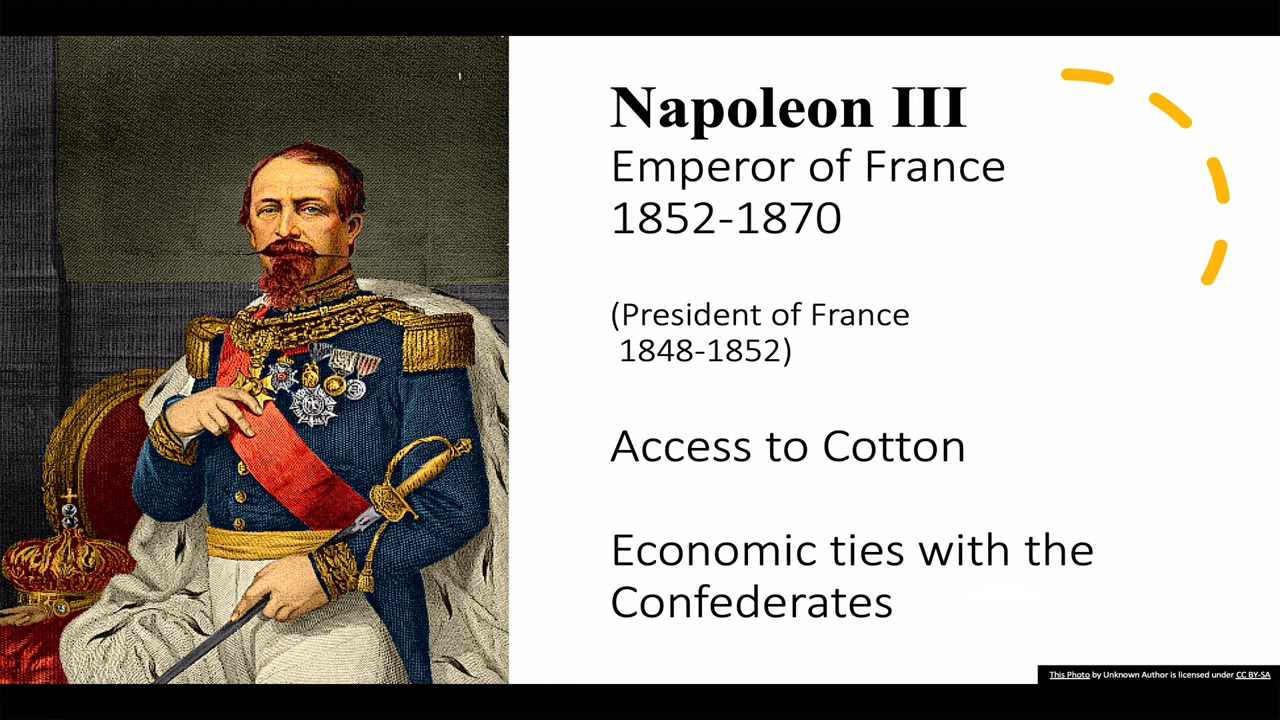 Napoleon III
Emperor of France
1852-1870
(President of France
1848-1852)
Access to Cotton
Economic ties with the
Confederates
This Photo by Unknown Author is licensed under CC BY-SA